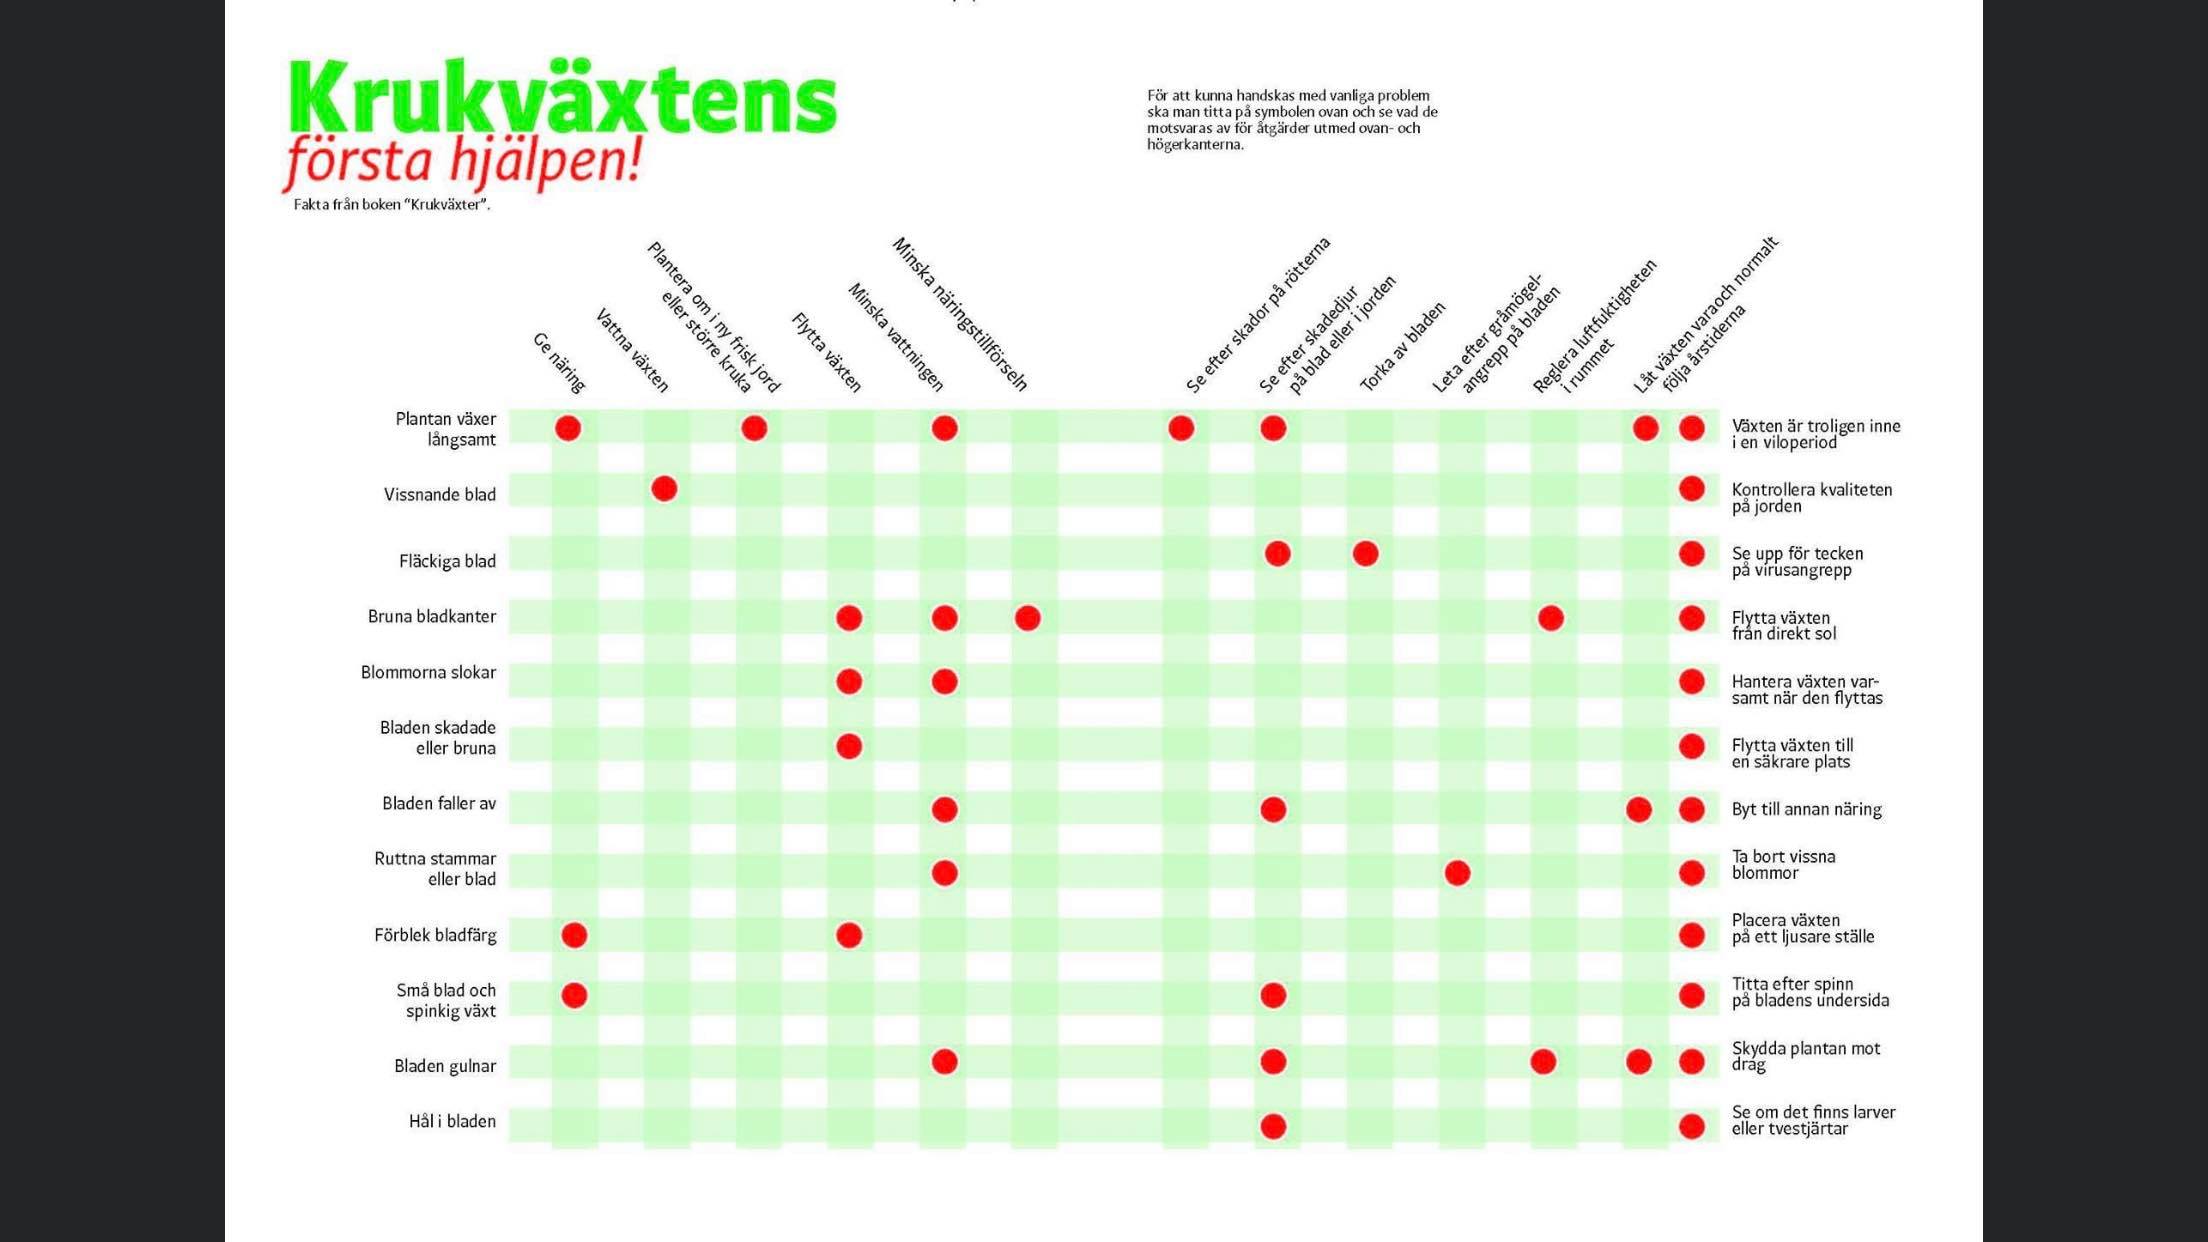 Krukväxtens
första hjälpen!
Fakta från boken “Krukväxter”.
För att kunna handskas med vanliga problem
ska man titta på symbolen ovan och se vad de
motsvaras av för åtgärder utmed ovan- och
högerkanterna.
Ge näring
Vattna växten
Plantera om i ny frisk jord
eller större kruka
Flytta växten
Minska vattningen
Minska näringstillförseln
Se efter skador på rötterna
Se efter skadedjur
på blad eller i jorden
Torka av bladen
Leta efter gråmögel-
angrepp på bladen
Reglera luftfuktigheten
i rummet
Låt växten varaoch normalt
följa årstiderna
Plantan växer
långsamt
Växten är troligen inne
i en viloperiod
Vissnande blad
Kontrollera kvaliteten
på jorden
Fläckiga blad
Se upp för tecken
på virusangrepp
Bruna bladkanter
Flytta växten
från direkt sol
Blommorna slokar
Hantera växten var-
samt när den flyttas
Bladen skadade
eller bruna
Flytta växten till
en säkrare plats
Bladen faller av
Byt till annan näring
Ruttna stammar
eller blad
Ta bort vissna
blommor
Förblek bladfärg
Placera växten
på ett ljusare ställe
Små blad och
spinkig växt
Titta efter spinn
på bladens undersida
Bladen gulnar
Skydda plantan mot
drag
Hål i bladen
Se om det finns larver
eller tvestjärtar